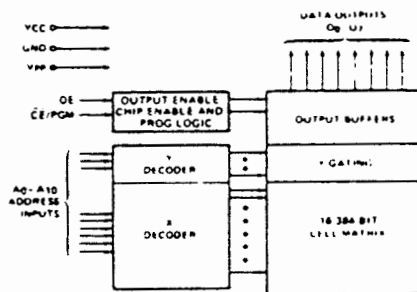 DATA OUTPUTS
O0-O7
VCC
GND
VPP
OE
CE/PGM
OUTPUT ENABLE
CHIP ENABLE AND
PROG LOGIC
OUTPUT BUFFERS
Y
DECODER
Y GATING
A0-A10
ADDRESS
INPUTS
X
DECODER
16,384 BIT
CELL MATRIX